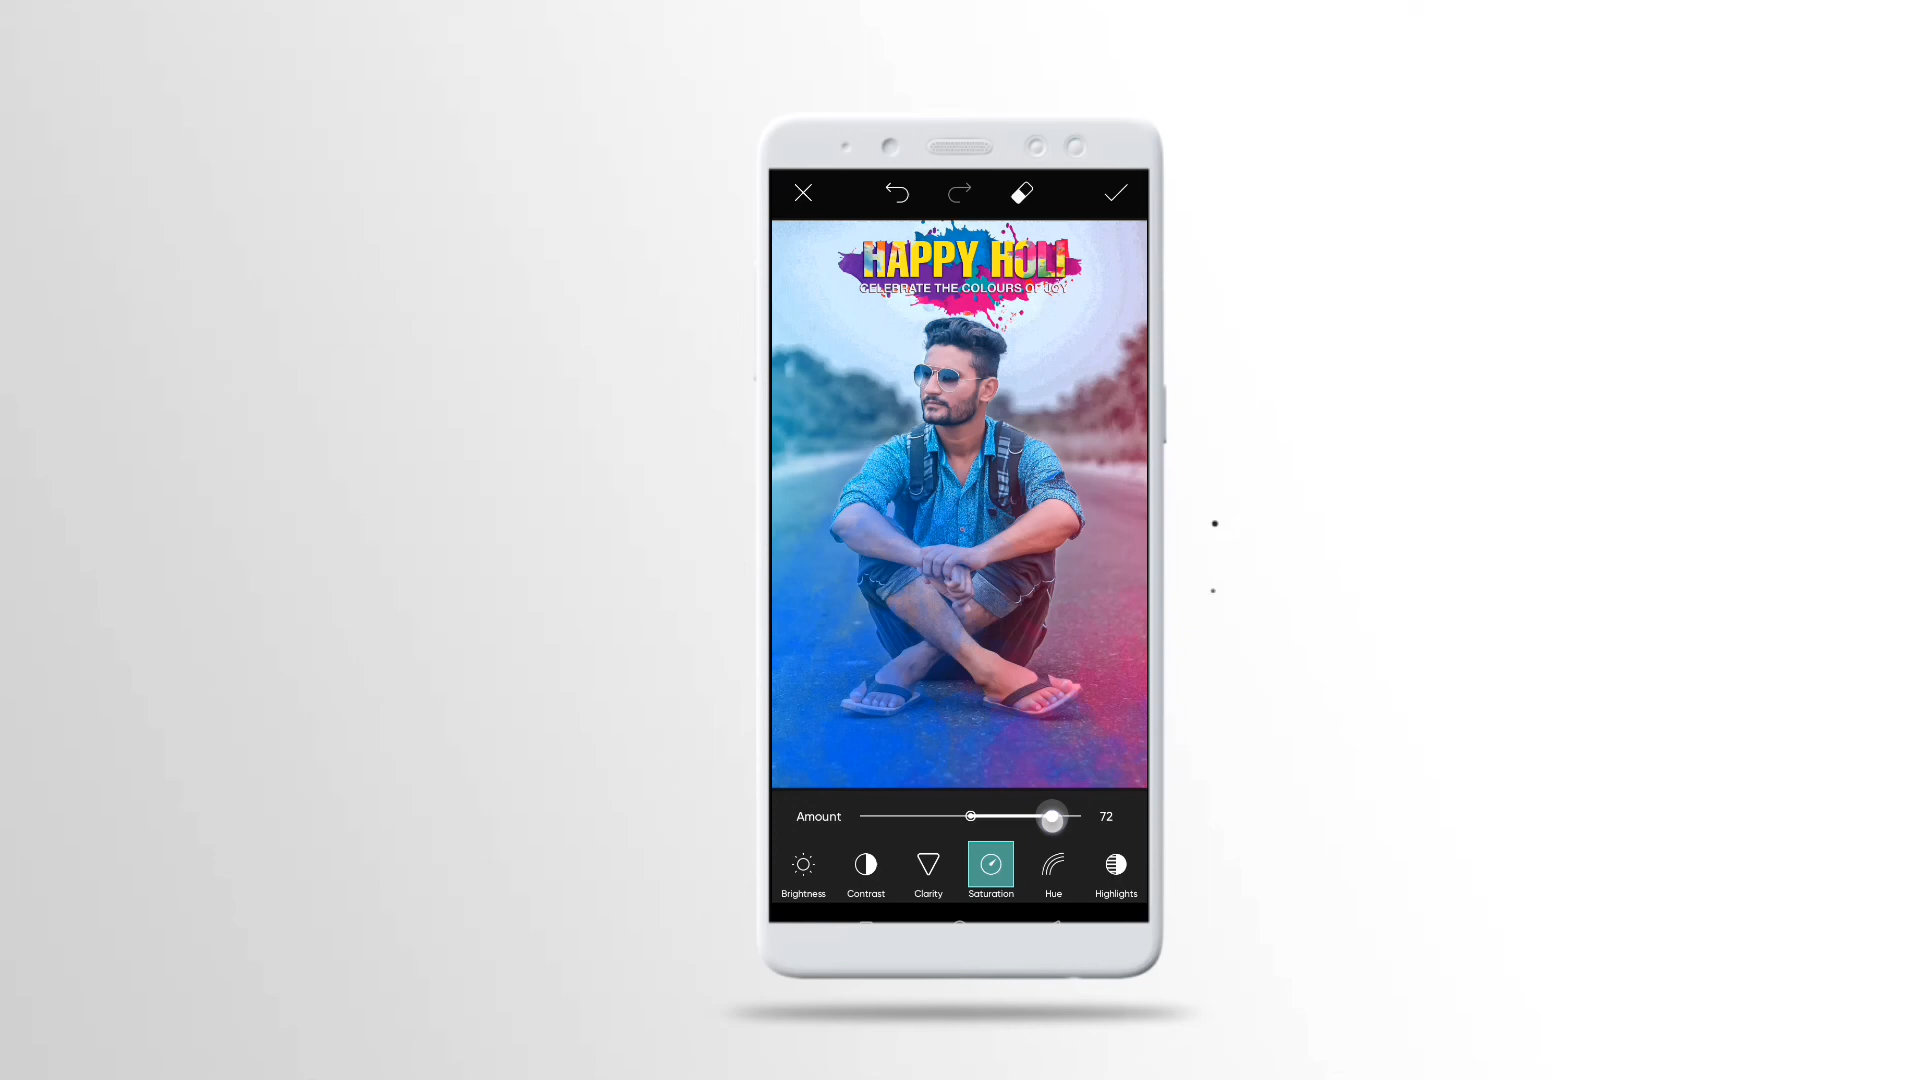 HAPPY HOLI
CELEBRATE THE COLOURS OF JOY
Amount 72
Brightness Contrast Clarity Saturation Hue Highlights